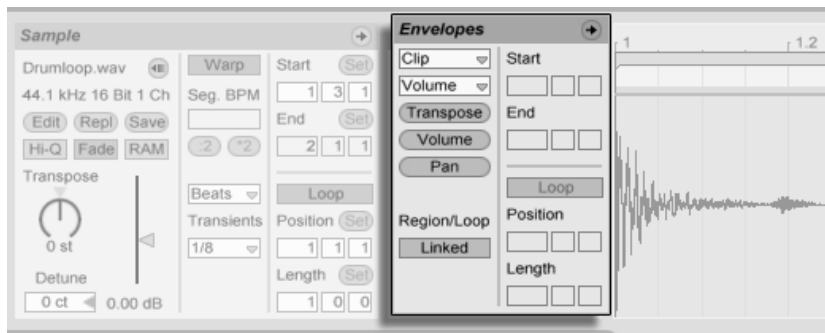 Sample
Drumloop.wav
44.1 kHz 16 Bit 1 Ch
Edit Repl Save
Hi-Q Fade RAM
Transpose
0 st
Detune
0 ct 0.00 dB
Warp
Seg. BPM
:2 *2
Beats
Transients
1/8
Start Set
1 3 1
End Set
2 1 1
Loop
Position Set
1 1 1
Length Set
1 0 0
Envelopes
Clip
Volume
Transpose
Volume
Pan
Region/Loop
Linked
Start
End
Loop
Position
Length
1 1.2